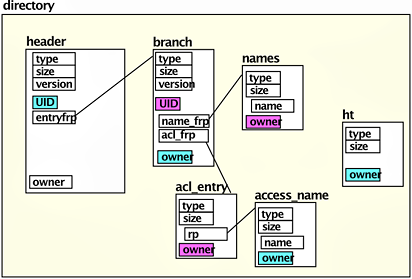 directory
header
type
size
version
UID
entryfrp
owner
branch
type
size
version
UID
name_frp
acl_frp
owner
names
type
size
name
owner
ht
type
size
owner
acl_entry
type
size
rp
owner
access_name
type
size
name
owner